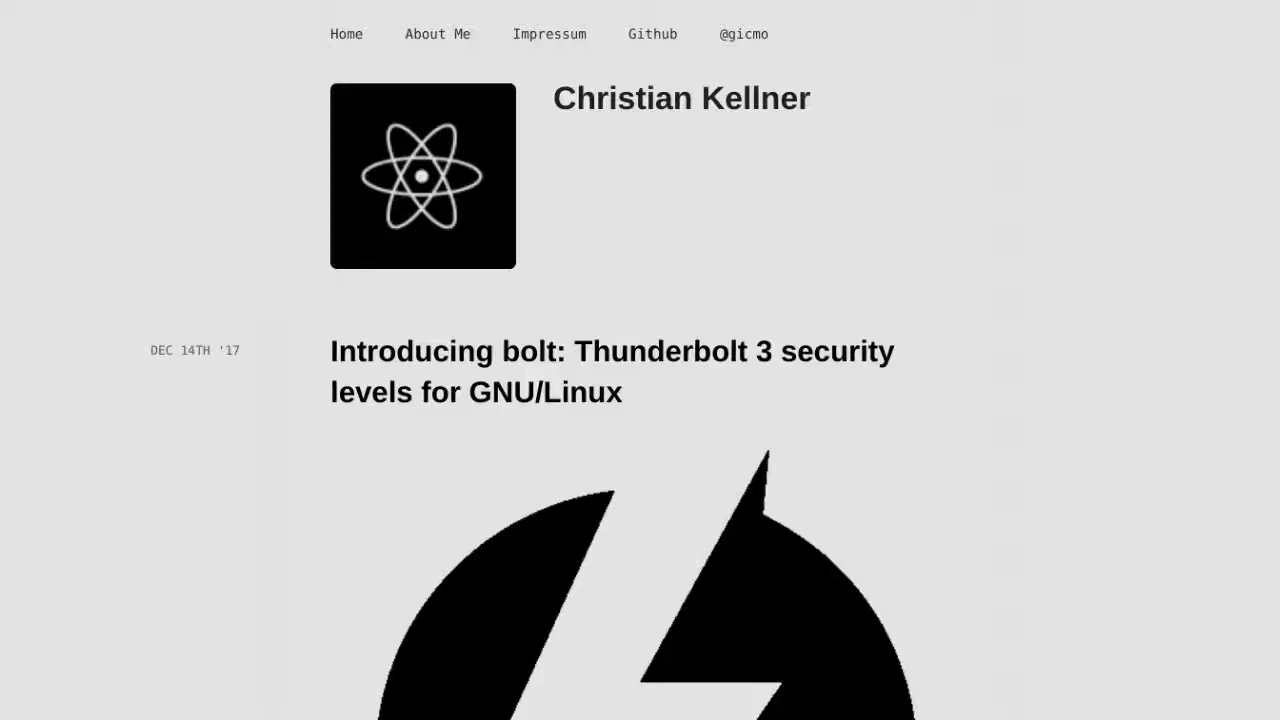 Home About Me Impressum Github @gicmo
Christian Kellner
DEC 14TH '17
Introducing bolt: Thunderbolt 3 security
levels for GNU/Linux